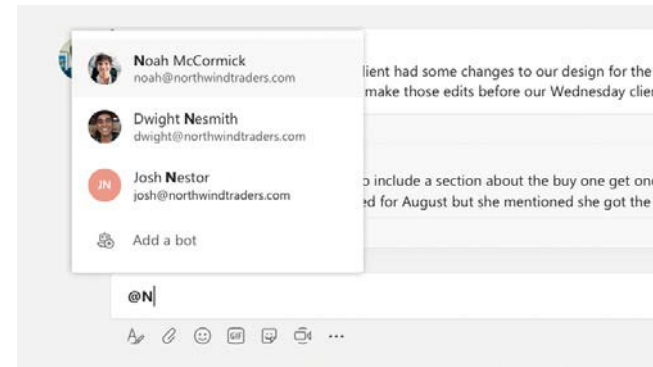 Noah McCormick
noah@northwindtraders.com
Dwight Nesmith
dwight@northwindtraders.com
JN
Josh Nestor
josh@northwindtraders.com
Add a bot
lient had some changes to our design for the
make those edits before our Wednesday clie
o include a section about the buy one get on
ed for August but she mentioned she got the
@N
GIF